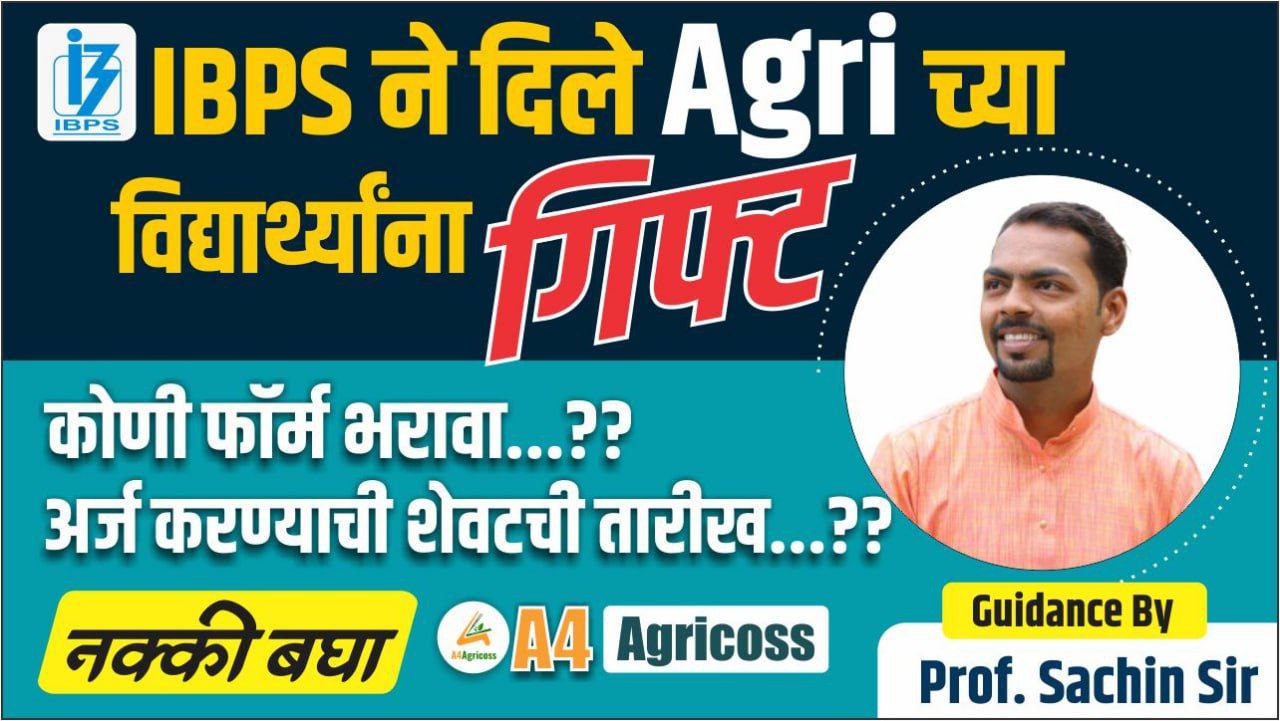 IBPS
IBPS ने दिले Agri च्या
विद्यार्थ्यांना गिफ्ट
कोणी फॉर्म भरावा...??
अर्ज करण्याची शेवटची तारीख...??
नक्की बघा
A4Agricoss
A4 Agricoss
Guidance By
Prof. Sachin Sir